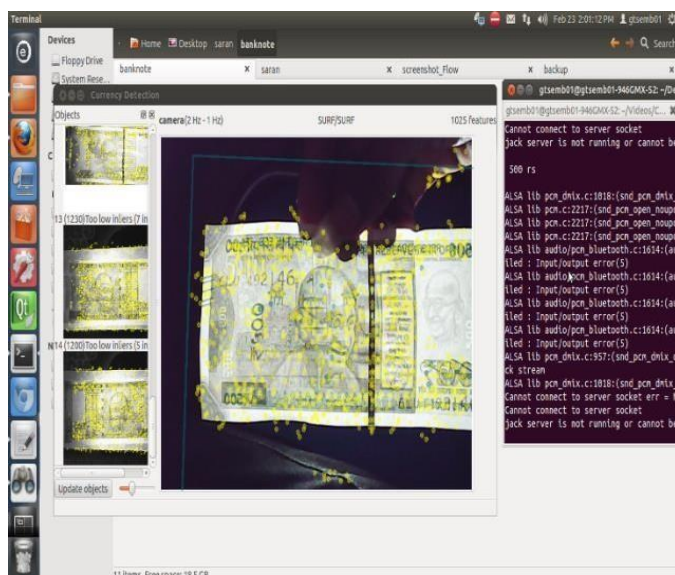 Terminal
Feb 23 2:01:12 PM gtsemb01
Devices
Home Desktop saran banknote
Search
Floppy Drive
System Rese...
banknote x saran x screenshot_Flow x backup x
Currency Detection
gtsemb01@gtsemb01-946GMX-S2: ~/De
gtsemb01@gtsemb01-946GMX-S2: ~/Videos/C...
Objects
camera(2 Hz - 1 Hz) SURF/SURF 1025 features
Cannot connect to server socket
jack server is not running or cannot be
500 rs
ALSA lib pcm_dmix.c:1018:(snd_pcm_dmix_
ALSA lib pcm.c:2217:(snd_pcm_open_noupd
ALSA lib pcm.c:2217:(snd_pcm_open_noupd
ALSA lib pcm.c:2217:(snd_pcm_open_noupd
ALSA lib audio/pcm_bluetooth.c:1614:(au
iled : Input/output error(5)
ALSA lib audio/pcm_bluetooth.c:1614:(au
iled : Input/output error(5)
ALSA lib audio/pcm_bluetooth.c:1614:(au
iled : Input/output error(5)
ALSA lib audio/pcm_bluetooth.c:1614:(au
iled : Input/output error(5)
ALSA lib pcm_dmix.c:957:(snd_pcm_dmix_o
ck stream
ALSA lib pcm_dmix.c:1018:(snd_pcm_dmix_
Cannot connect to server socket err = N
Cannot connect to server socket
jack server is not running or cannot be
13 (1230)Too low inliers (7 in
14 (1200)Too low inliers (5 in
Update objects
11 items, Free space: 18.5 GB